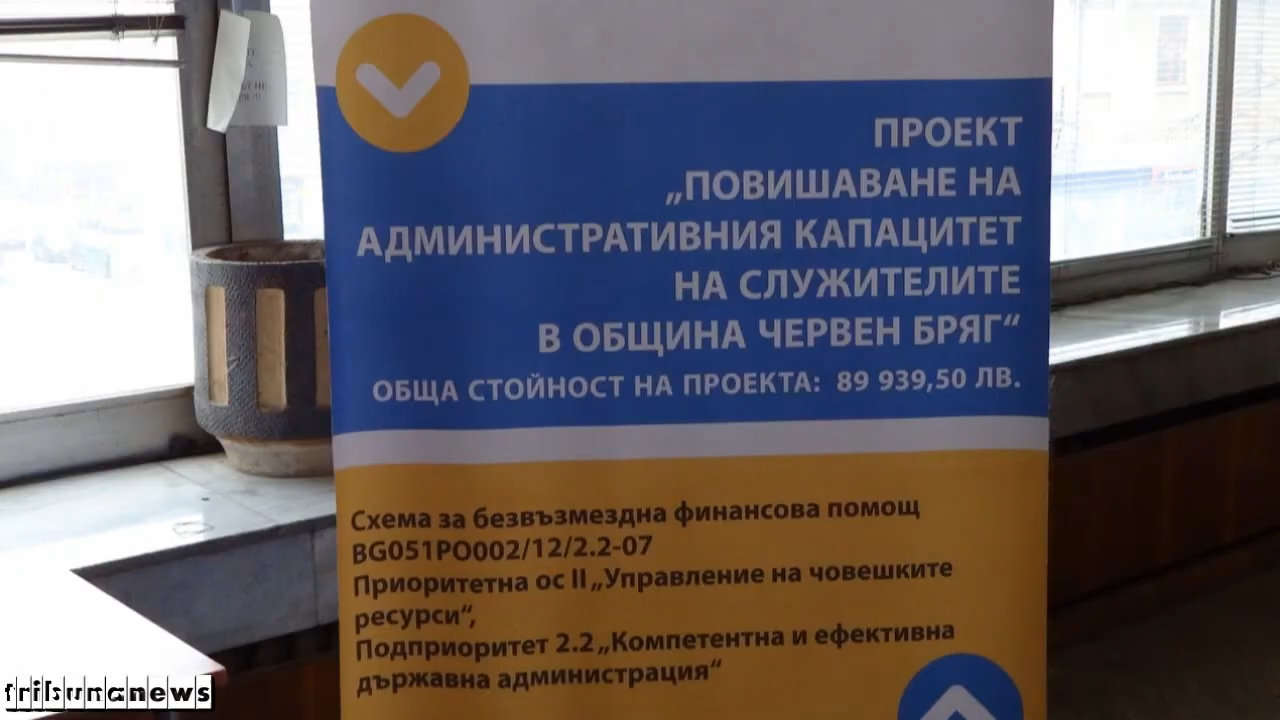 ПРОЕКТ
„ПОВИШАВАНЕ НА
АДМИНИСТРАТИВНИЯ КАПАЦИТЕТ
НА СЛУЖИТЕЛИТЕ
В ОБЩИНА ЧЕРВЕН БРЯГ“
ОБЩА СТОЙНОСТ НА ПРОЕКТА: 89 939,50 ЛВ.
Схема за безвъзмездна финансова помощ
BG051PO002/12/2.2-07
Приоритетна ос II „Управление на човешките
ресурси“,
Подприоритет 2.2 „Компетентна и ефективна
държавна администрация“
tribunanews